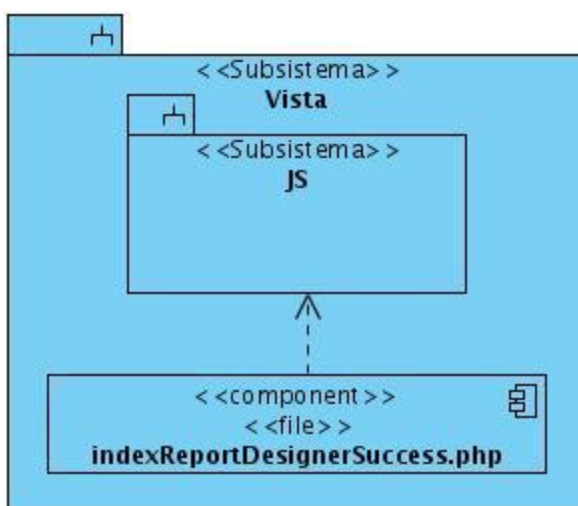 <<Subsistema>>
Vista
<<Subsistema>>
JS
<<component>>
<<file>>
indexReportDesignerSuccess.php